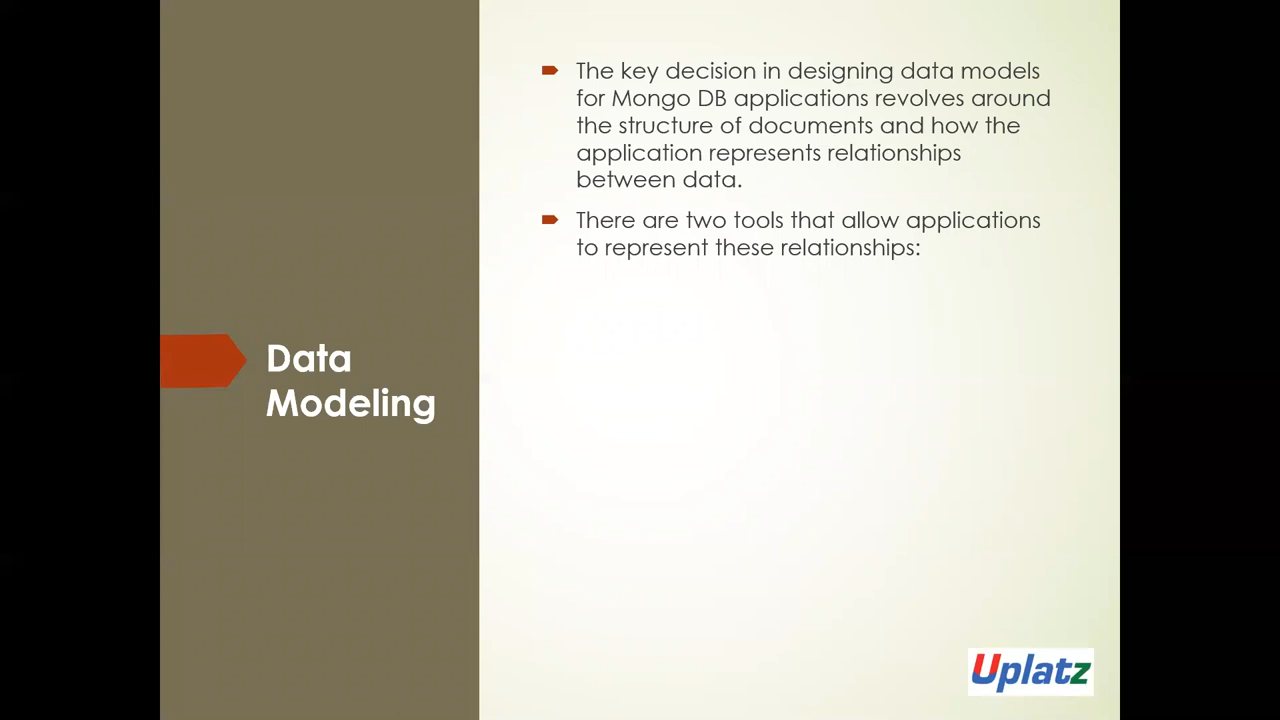 The key decision in designing data models
for Mongo DB applications revolves around
the structure of documents and how the
application represents relationships
between data.
There are two tools that allow applications
to represent these relationships:
Data
Modeling
Uplatz